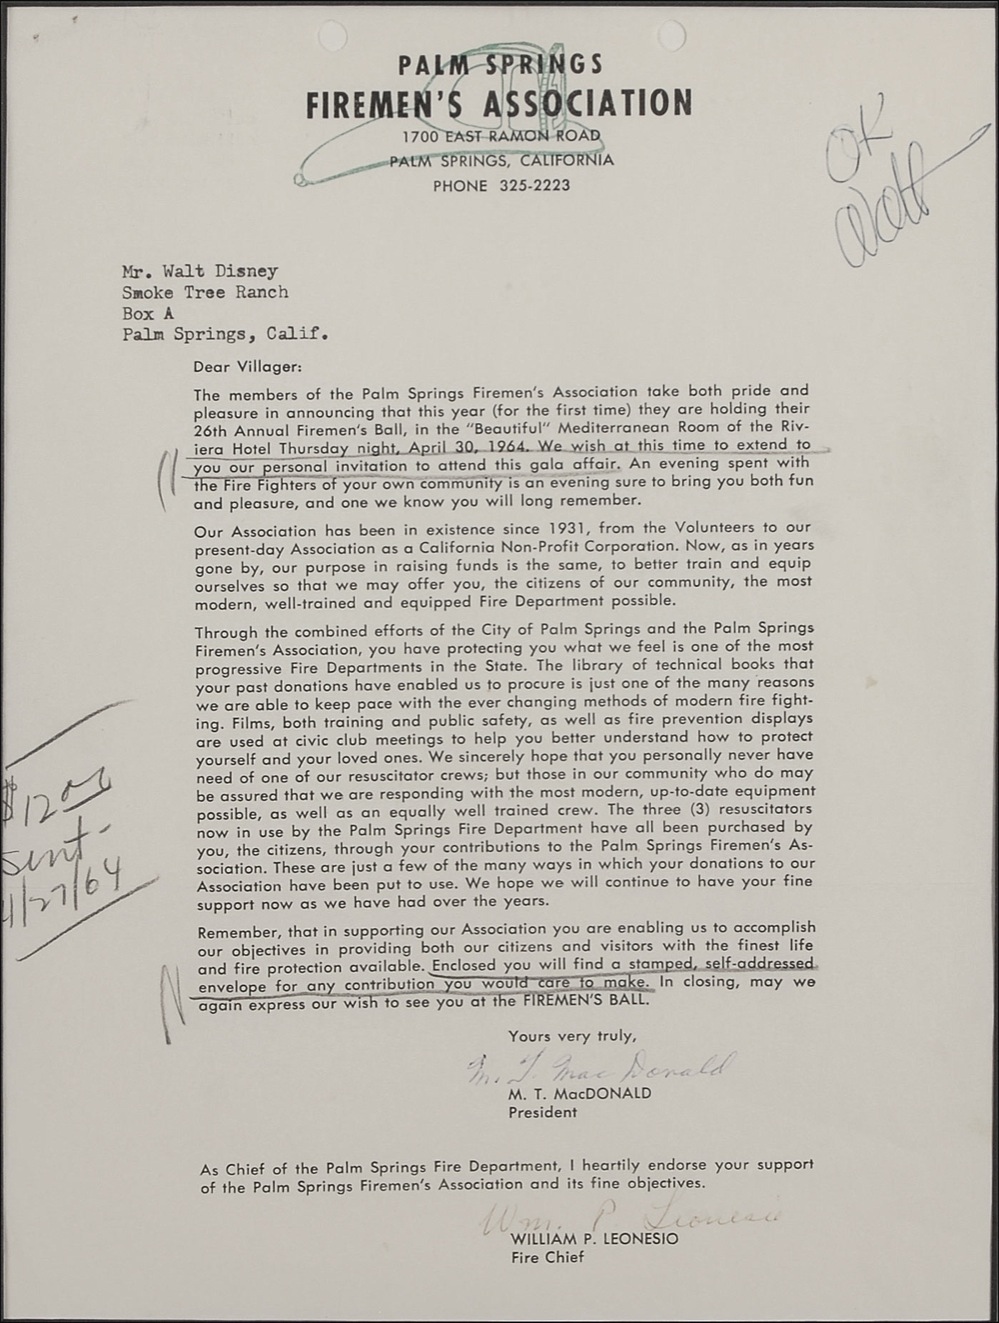 PALM SPRINGS
FIREMEN'S ASSOCIATION
1700 EAST RAMON ROAD
PALM SPRINGS, CALIFORNIA
PHONE 325-2223
OK
Walt
Mr. Walt Disney
Smoke Tree Ranch
Box A
Palm Springs, Calif.
Dear Villager:
The members of the Palm Springs Firemen's Association take both pride and
pleasure in announcing that this year (for the first time) they are holding their
26th Annual Firemen's Ball, in the "Beautiful" Mediterranean Room of the Riv-
iera Hotel Thursday night, April 30, 1964. We wish at this time to extend to
you our personal invitation to attend this gala affair. An evening spent with
the Fire Fighters of your own community is an evening sure to bring you both fun
and pleasure, and one we know you will long remember.
Our Association has been in existence since 1931, from the Volunteers to our
present-day Association as a California Non-Profit Corporation. Now, as in years
gone by, our purpose in raising funds is the same, to better train and equip
ourselves so that we may offer you, the citizens of our community, the most
modern, well-trained and equipped Fire Department possible.
Through the combined efforts of the City of Palm Springs and the Palm Springs
Firemen's Association, you have protecting you what we feel is one of the most
progressive Fire Departments in the State. The library of technical books that
your past donations have enabled us to procure is just one of the many reasons
we are able to keep pace with the ever changing methods of modern fire fight-
ing. Films, both training and public safety, as well as fire prevention displays
are used at civic club meetings to help you better understand how to protect
yourself and your loved ones. We sincerely hope that you personally never have
need of one of our resuscitator crews; but those in our community who do may
be assured that we are responding with the most modern, up-to-date equipment
possible, as well as an equally well trained crew. The three (3) resuscitators
now in use by the Palm Springs Fire Department have all been purchased by
you, the citizens, through your contributions to the Palm Springs Firemen's As-
sociation. These are just a few of the many ways in which your donations to our
Association have been put to use. We hope we will continue to have your fine
support now as we have had over the years.
$12 00
sent-
4/27/64
Remember, that in supporting our Association you are enabling us to accomplish
our objectives in providing both our citizens and visitors with the finest life
and fire protection available. Enclosed you will find a stamped, self-addressed
envelope for any contribution you would care to make. In closing, may we
again express our wish to see you at the FIREMEN'S BALL.
Yours very truly,
M. T. MacDonald
M. T. MacDONALD
President
As Chief of the Palm Springs Fire Department, I heartily endorse your support
of the Palm Springs Firemen's Association and its fine objectives.
Wm. P. Leonesio
WILLIAM P. LEONESIO
Fire Chief